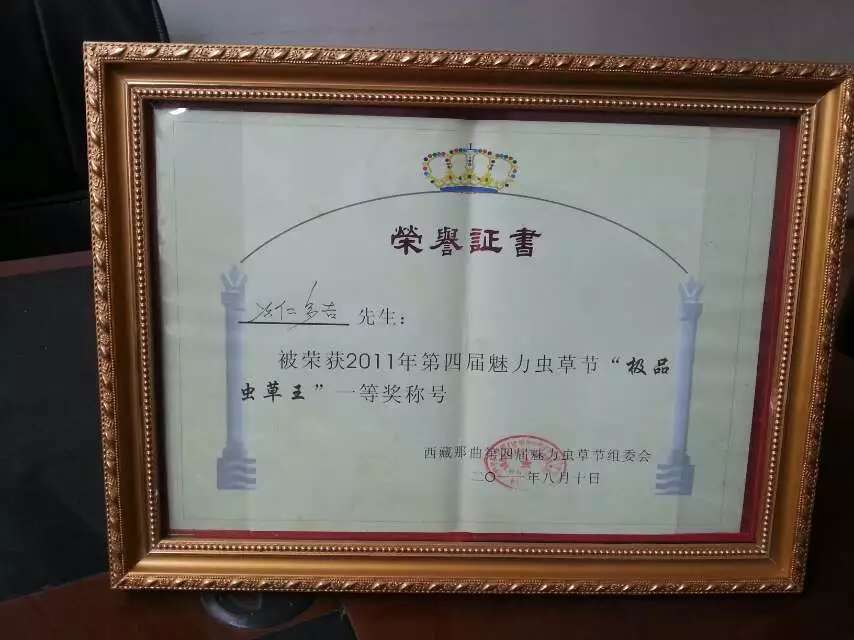 榮譽証書
次仁多吉 先生：
被荣获2011年第四届魅力虫草节“极品
虫草王”一等奖称号
西藏那曲第四届魅力虫草节组委会
二〇一一年八月十日